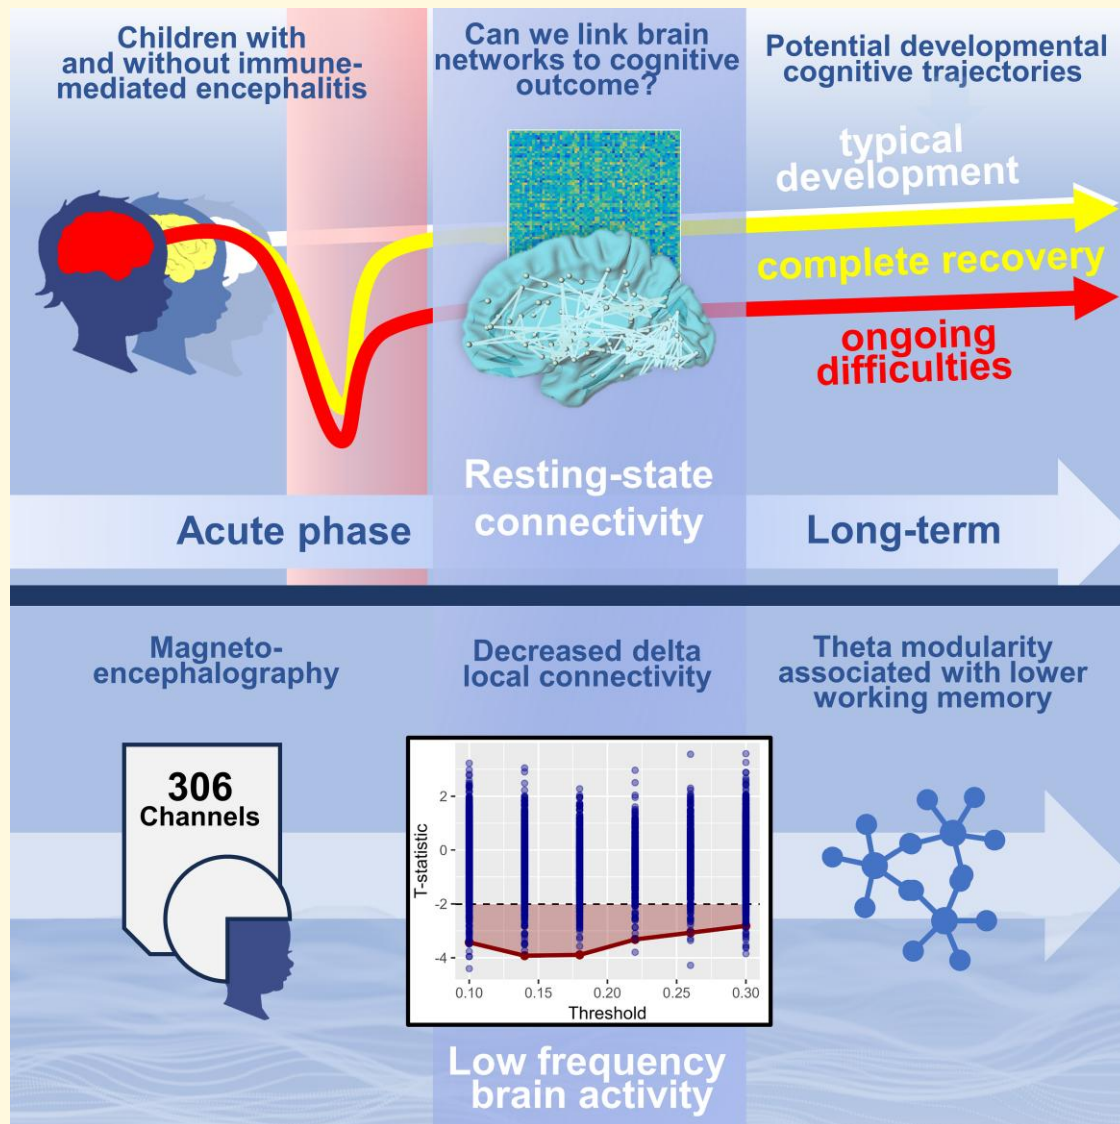 Children with
and without immune-
mediated encephalitis
Can we link brain
networks to cognitive
outcome?
Potential developmental
cognitive trajectories
typical
development
complete recovery
ongoing
difficulties
Resting-state
connectivity
Acute phase
Long-term
Magneto-
encephalography
306
Channels
Decreased delta
local connectivity
T-statistic
2
0
-2
-4
0.10
0.15
0.20
0.25
0.30
Threshold
Low frequency
brain activity
Theta modularity
associated with lower
working memory